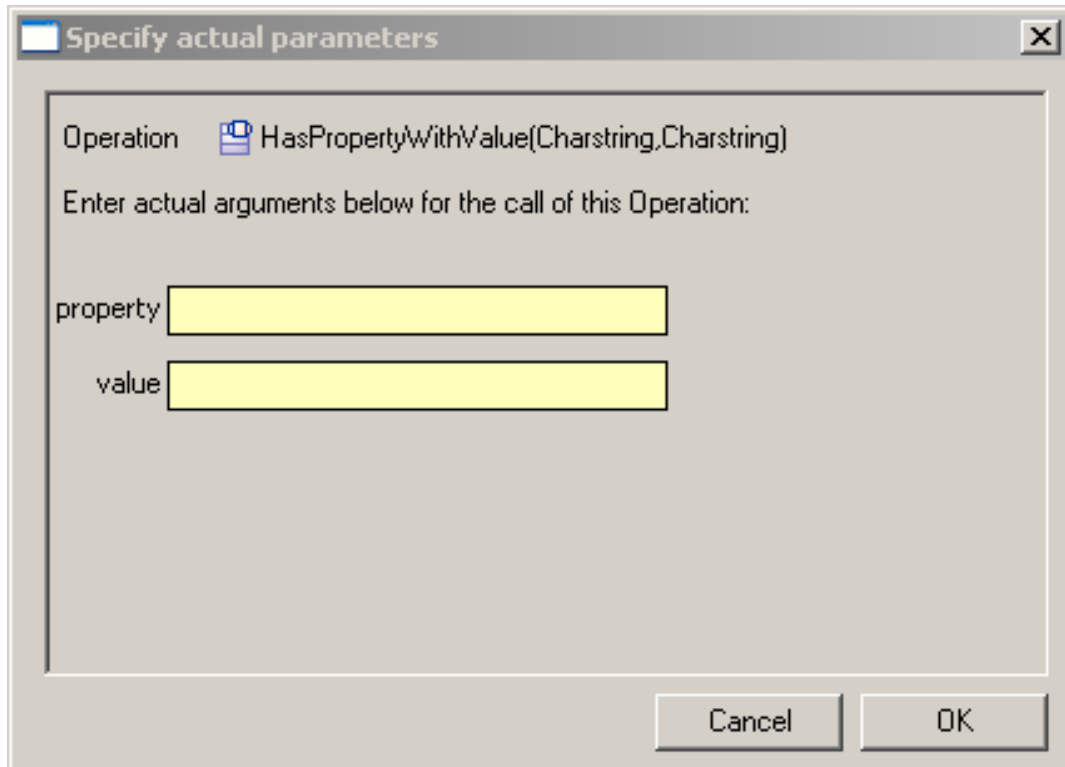 Specify actual parameters
Operation HasPropertyWithValue(Charstring,Charstring)
Enter actual arguments below for the call of this Operation:
property
value
Cancel OK